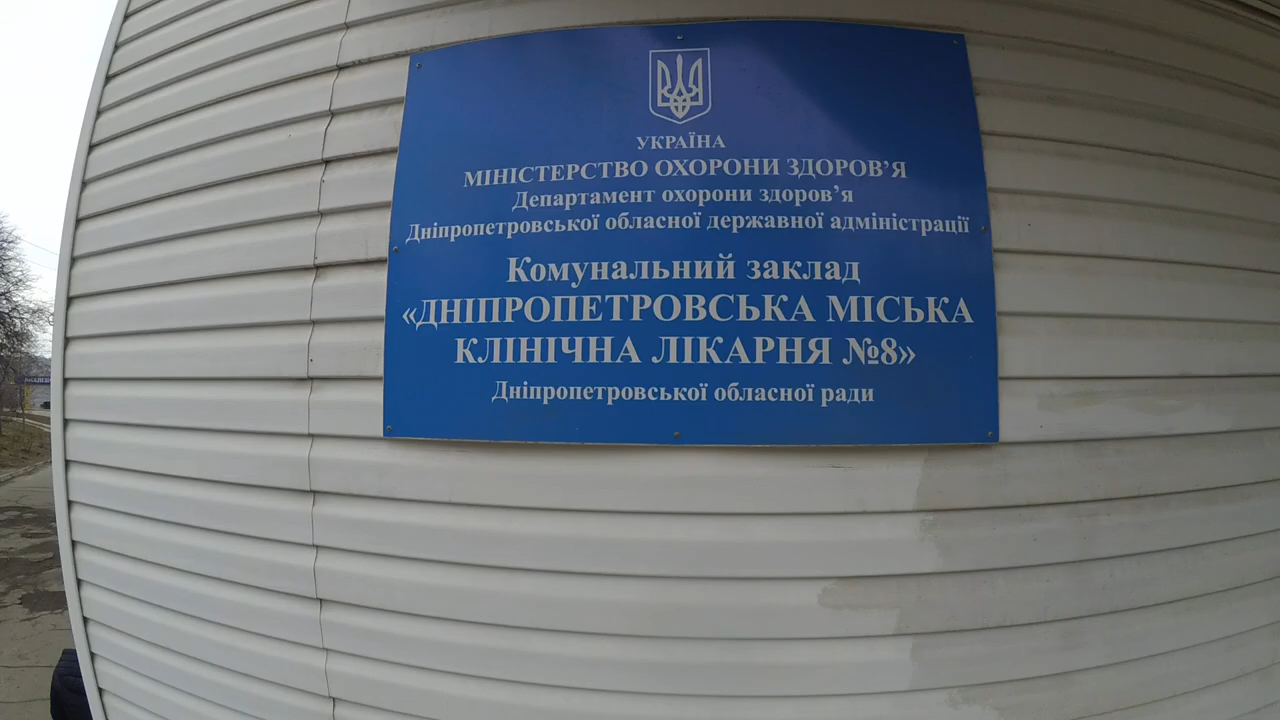 УКРАЇНА
МІНІСТЕРСТВО ОХОРОНИ ЗДОРОВ’Я
Департамент охорони здоров’я
Дніпропетровської обласної державної адміністрації
Комунальний заклад
«ДНІПРОПЕТРОВСЬКА МІСЬКА
КЛІНІЧНА ЛІКАРНЯ №8»
Дніпропетровської обласної ради